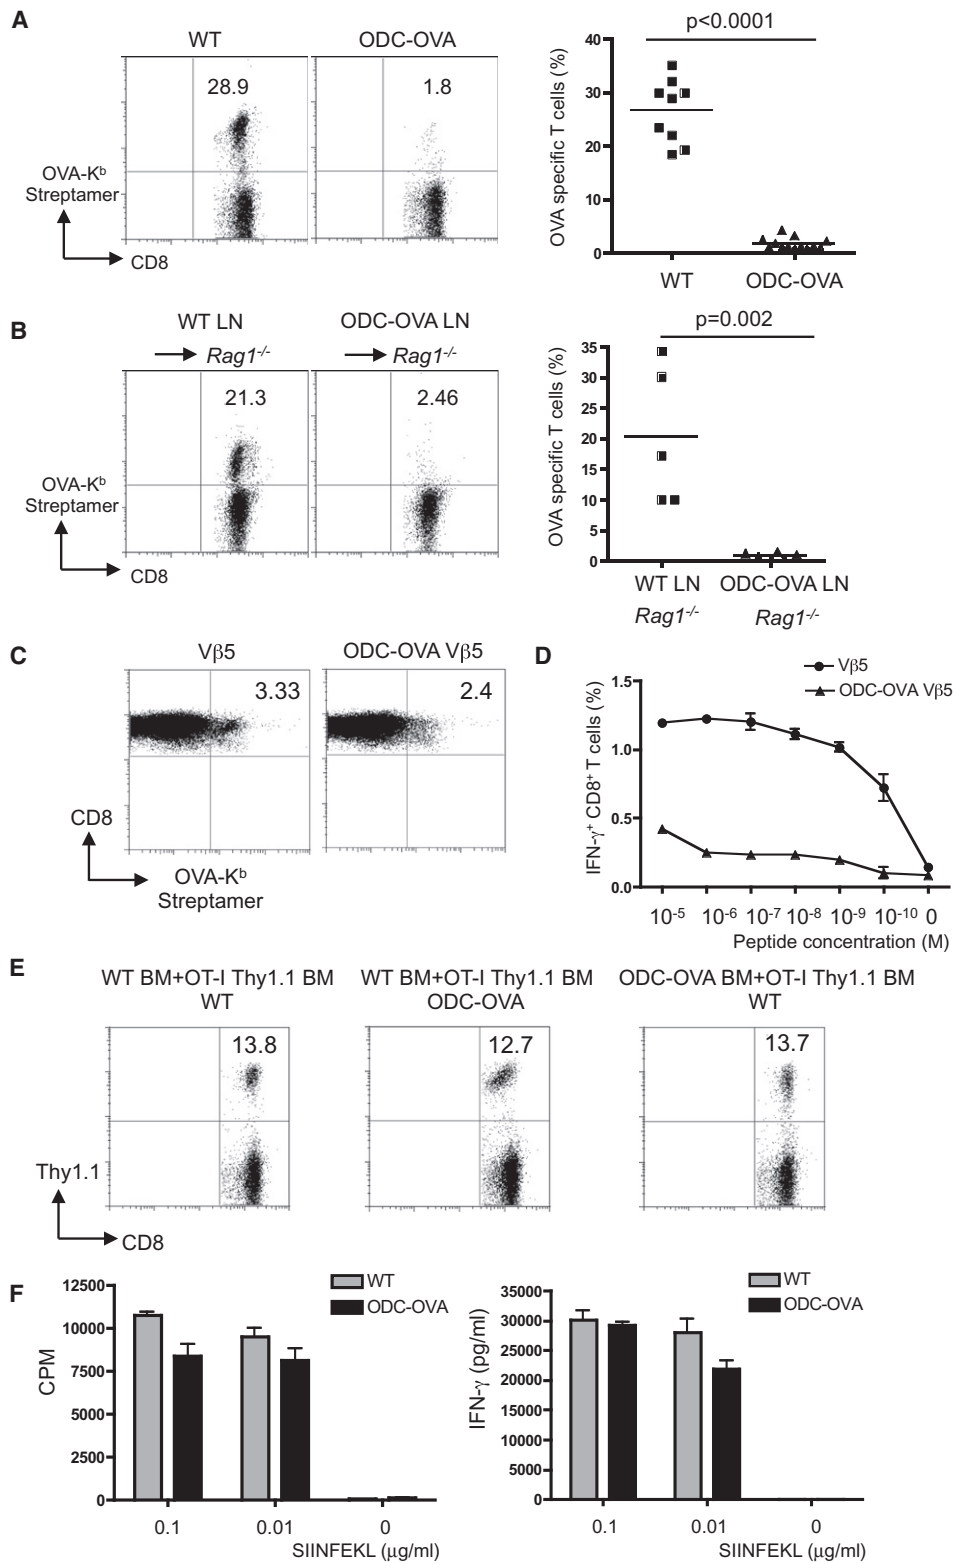 A
WT
ODC-OVA
28.9
1.8
OVA-Kᵇ
Streptamer
CD8
p<0.0001
OVA specific T cells (%)
40
30
20
10
0
WT
ODC-OVA
B
WT LN
ODC-OVA LN
Rag1⁻/⁻
Rag1⁻/⁻
21.3
2.46
OVA-Kᵇ
Streptamer
CD8
p=0.002
OVA specific T cells (%)
35
30
25
20
15
10
5
0
WT LN
ODC-OVA LN
Rag1⁻/⁻
Rag1⁻/⁻
C
Vβ5
ODC-OVA Vβ5
3.33
2.4
CD8
OVA-Kᵇ
Streptamer
D
Vβ5
ODC-OVA Vβ5
IFN-γ⁺ CD8⁺ T cells (%)
1.5
1.0
0.5
0.0
10⁻⁵ 10⁻⁶ 10⁻⁷ 10⁻⁸ 10⁻⁹ 10⁻¹⁰ 0
Peptide concentration (M)
E
WT BM+OT-I Thy1.1 BM
WT
WT BM+OT-I Thy1.1 BM
ODC-OVA
ODC-OVA BM+OT-I Thy1.1 BM
WT
13.8
12.7
13.7
Thy1.1
CD8
F
WT
ODC-OVA
CPM
12500
10000
7500
5000
2500
0
0.1 0.01 0
SIINFEKL (μg/ml)
WT
ODC-OVA
IFN-γ (pg/ml)
35000
30000
25000
20000
15000
10000
5000
0
0.1 0.01 0
SIINFEKL (μg/ml)